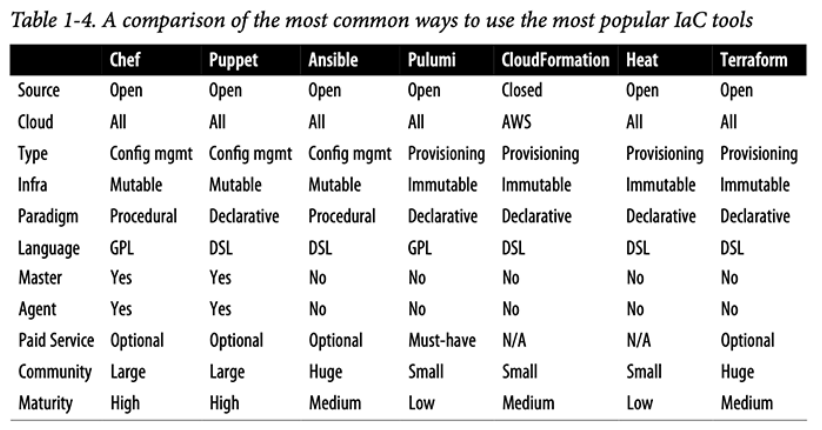 Table 1-4. A comparison of the most common ways to use the most popular IaC tools
Chef Puppet Ansible Pulumi CloudFormation Heat Terraform
Source Open Open Open Open Closed Open Open
Cloud All All All All AWS All All
Type Config mgmt Config mgmt Config mgmt Provisioning Provisioning Provisioning Provisioning
Infra Mutable Mutable Mutable Immutable Immutable Immutable Immutable
Paradigm Procedural Declarative Procedural Declarative Declarative Declarative Declarative
Language GPL DSL DSL GPL DSL DSL DSL
Master Yes Yes No No No No No
Agent Yes Yes No No No No No
Paid Service Optional Optional Optional Must-have N/A N/A Optional
Community Large Large Huge Small Small Small Huge
Maturity High High Medium Low Medium Low Medium